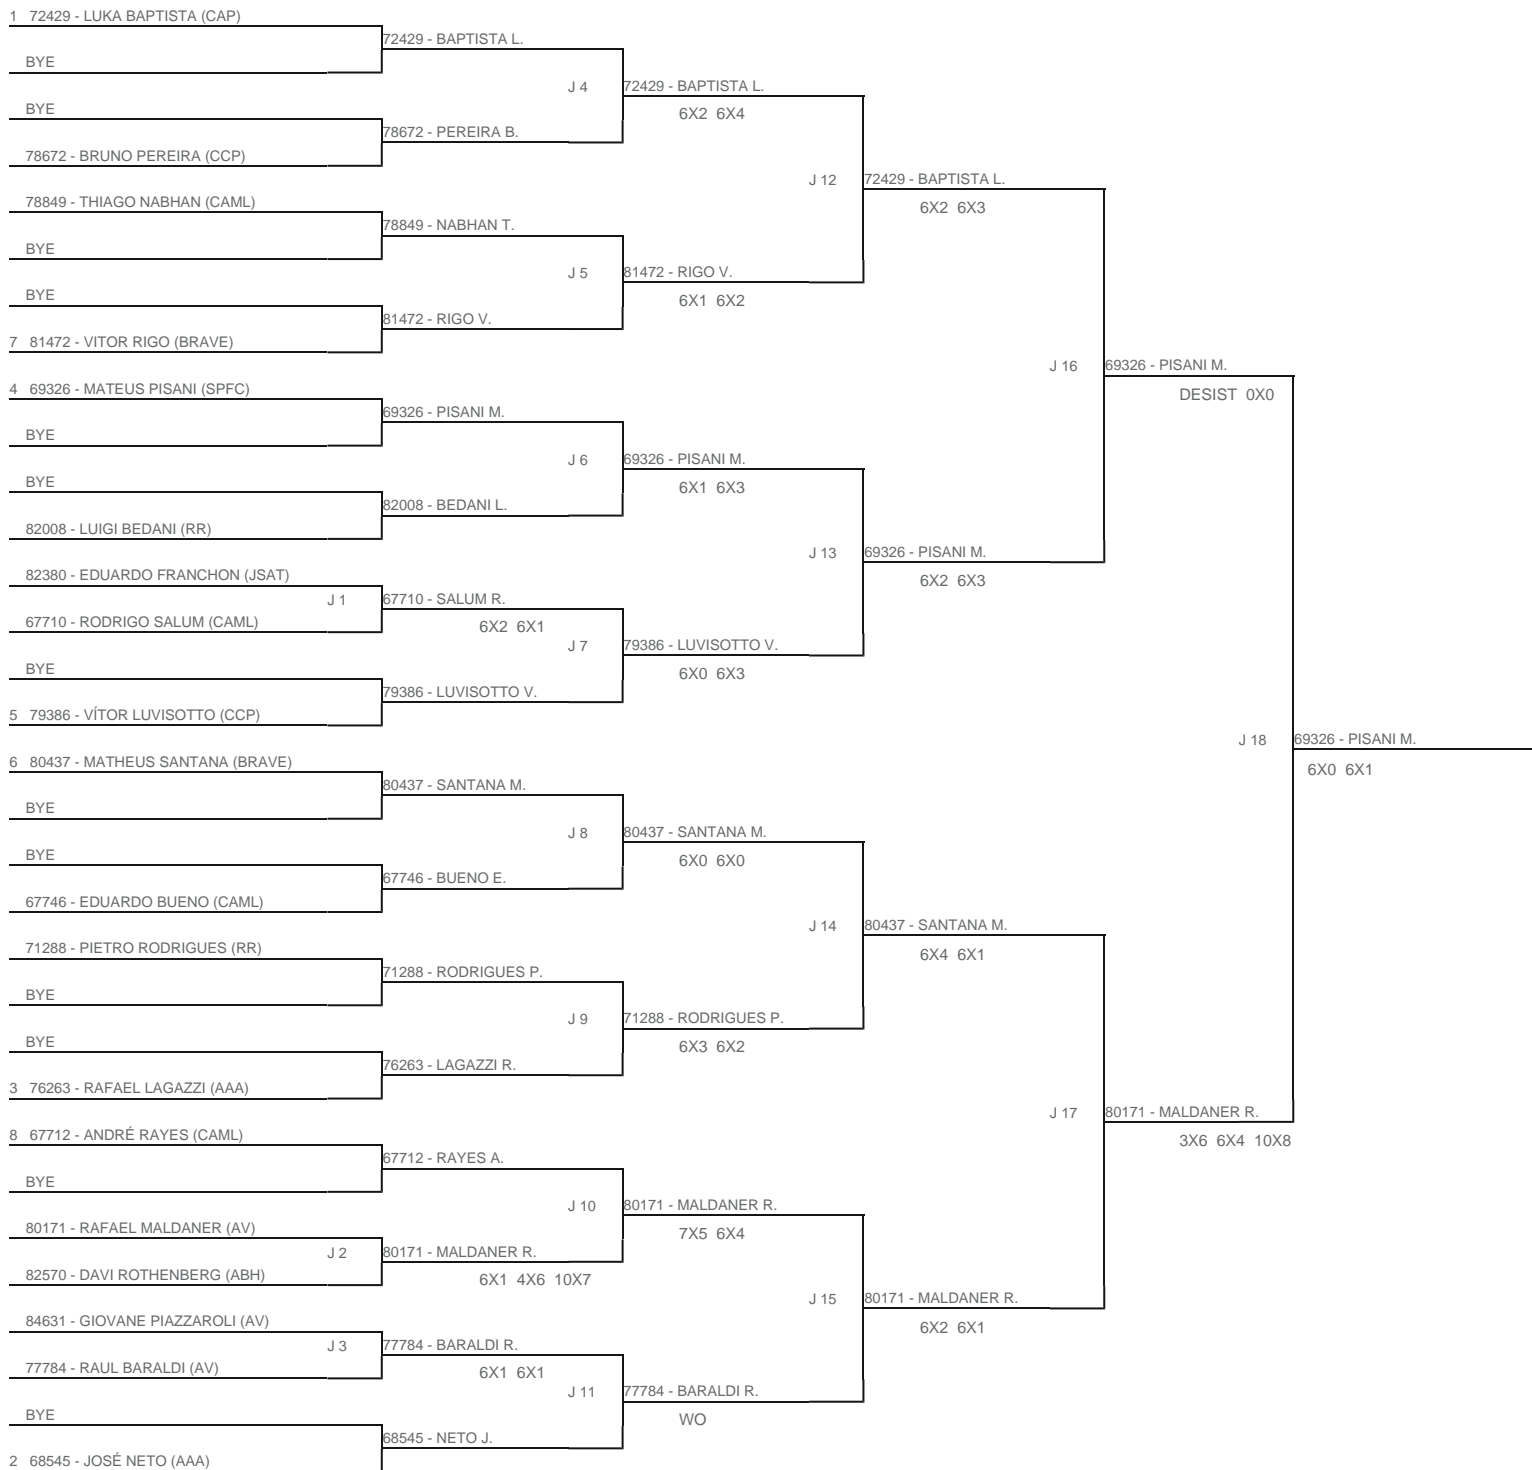 1 72429 - LUKA BAPTISTA (CAP)
72429 - BAPTISTA L.
BYE
J 4
72429 - BAPTISTA L.
6X2 6X4
BYE
78672 - PEREIRA B.
78672 - BRUNO PEREIRA (CCP)
J 12
72429 - BAPTISTA L.
6X2 6X3
78849 - THIAGO NABHAN (CAML)
78849 - NABHAN T.
BYE
J 5
81472 - RIGO V.
6X1 6X2
BYE
81472 - RIGO V.
7 81472 - VITOR RIGO (BRAVE)
J 16
69326 - PISANI M.
DESIST 0X0
4 69326 - MATEUS PISANI (SPFC)
69326 - PISANI M.
BYE
J 6
69326 - PISANI M.
6X1 6X3
BYE
82008 - BEDANI L.
82008 - LUIGI BEDANI (RR)
J 13
69326 - PISANI M.
6X2 6X3
82380 - EDUARDO FRANCHON (JSAT)
J 1
67710 - SALUM R.
6X2 6X1
67710 - RODRIGO SALUM (CAML)
J 7
79386 - LUVISOTTO V.
6X0 6X3
BYE
79386 - LUVISOTTO V.
5 79386 - VÍTOR LUVISOTTO (CCP)
J 18
69326 - PISANI M.
6X0 6X1
6 80437 - MATHEUS SANTANA (BRAVE)
80437 - SANTANA M.
BYE
J 8
80437 - SANTANA M.
6X0 6X0
BYE
67746 - BUENO E.
67746 - EDUARDO BUENO (CAML)
J 14
80437 - SANTANA M.
6X4 6X1
71288 - PIETRO RODRIGUES (RR)
71288 - RODRIGUES P.
BYE
J 9
71288 - RODRIGUES P.
6X3 6X2
BYE
76263 - LAGAZZI R.
3 76263 - RAFAEL LAGAZZI (AAA)
J 17
80171 - MALDANER R.
3X6 6X4 10X8
8 67712 - ANDRÉ RAYES (CAML)
67712 - RAYES A.
BYE
J 10
80171 - MALDANER R.
7X5 6X4
80171 - RAFAEL MALDANER (AV)
J 2
80171 - MALDANER R.
6X1 4X6 10X7
82570 - DAVI ROTHENBERG (ABH)
J 15
80171 - MALDANER R.
6X2 6X1
84631 - GIOVANE PIAZZAROLI (AV)
J 3
77784 - BARALDI R.
6X1 6X1
77784 - RAUL BARALDI (AV)
J 11
77784 - BARALDI R.
WO
BYE
68545 - NETO J.
2 68545 - JOSÉ NETO (AAA)